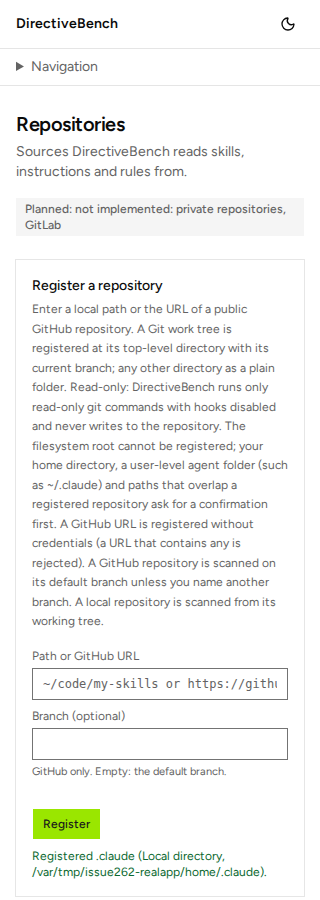 DirectiveBench
Navigation
Repositories
Sources DirectiveBench reads skills,
instructions and rules from.
Planned: not implemented: private repositories,
GitLab
Register a repository
Enter a local path or the URL of a public
GitHub repository. A Git work tree is
registered at its top-level directory with its
current branch; any other directory as a plain
folder. Read-only: DirectiveBench runs only
read-only git commands with hooks disabled
and never writes to the repository. The
filesystem root cannot be registered; your
home directory, a user-level agent folder (such
as ~/.claude) and paths that overlap a
registered repository ask for a confirmation
first. A GitHub URL is registered without
credentials (a URL that contains any is
rejected). A GitHub repository is scanned on
its default branch unless you name another
branch. A local repository is scanned from its
working tree.
Path or GitHub URL
~/code/my-skills or https://githu
Branch (optional)
GitHub only. Empty: the default branch.
Register
Registered .claude (Local directory,
/var/tmp/issue262-realapp/home/.claude).